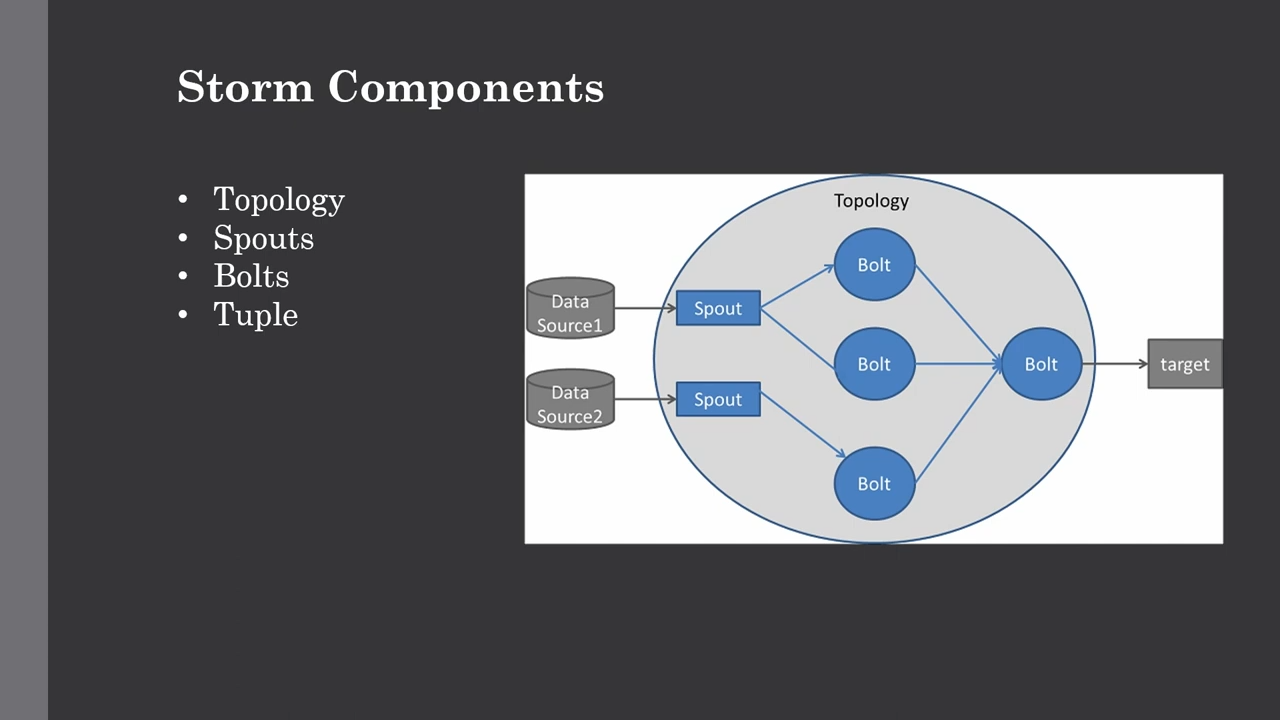 Storm Components
• Topology
• Spouts
• Bolts
• Tuple
Topology
Bolt
Data
Source1
Spout
Bolt
Bolt
target
Data
Source2
Spout
Bolt